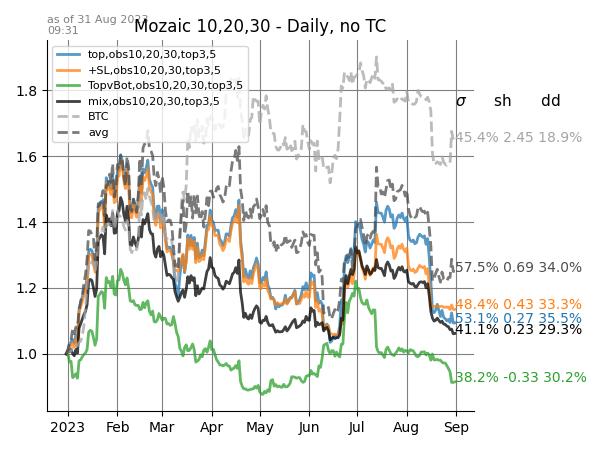 as of 31 Aug 2023
09:31
Mozaic 10,20,30 - Daily, no TC
top,obs10,20,30,top3,5
+SL,obs10,20,30,top3,5
TopvBot,obs10,20,30,top3,5
mix,obs10,20,30,top3,5
BTC
avg
σ sh dd
45.4% 2.45 18.9%
57.5% 0.69 34.0%
48.4% 0.43 33.3%
53.1% 0.27 35.5%
41.1% 0.23 29.3%
38.2% -0.33 30.2%
1.8
1.6
1.4
1.2
1.0
2023 Feb Mar Apr May Jun Jul Aug Sep